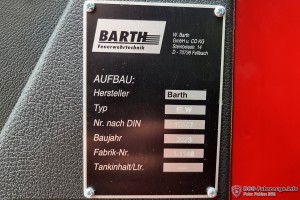 BARTH
Feuerwehrtechnik
W. Barth
GmbH u. CO KG
Steinbeisstr. 14
D - 70736 Fellbach
AUFBAU:
Hersteller Barth
Typ
Nr. nach DIN
Baujahr
Fabrik-Nr.
Tankinhalt/Ltr.